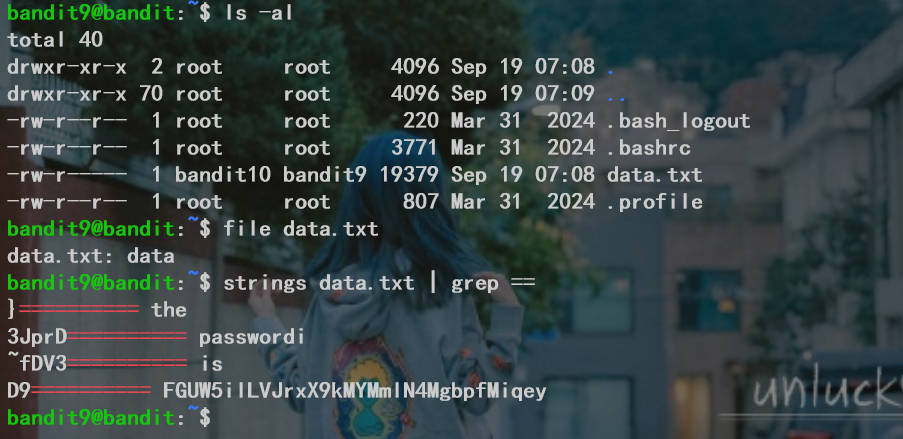 bandit9@bandit:~$ ls -al
total 40
drwxr-xr-x  2 root     root      4096 Sep 19 07:08 .
drwxr-xr-x 70 root     root      4096 Sep 19 07:09 ..
-rw-r--r--  1 root     root       220 Mar 31  2024 .bash_logout
-rw-r--r--  1 root     root      3771 Mar 31  2024 .bashrc
-rw-r-----  1 bandit10 bandit9 19379 Sep 19 07:08 data.txt
-rw-r--r--  1 root     root       807 Mar 31  2024 .profile
bandit9@bandit:~$ file data.txt
data.txt: data
bandit9@bandit:~$ strings data.txt | grep ==
}========== the
3JprD========== passwordi
~fDV3========== is
D9========== FGUW5ilLVJrxX9kMYMmlN4MgbpfMiqey
bandit9@bandit:~$